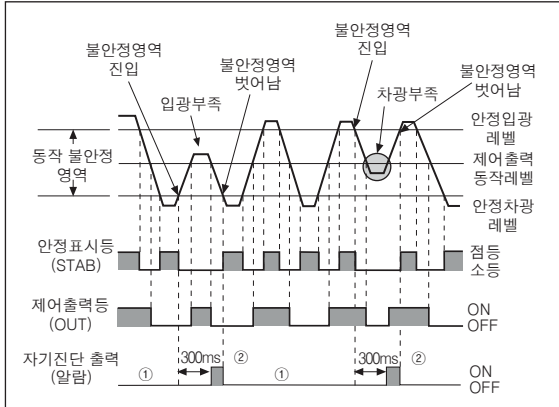 불안정영역
진입
불안정영역
벗어남
입광부족
불안정영역
진입
차광부족
불안정영역
벗어남
안정입광
레벨
동작 불안정
영역
제어출력
동작레벨
안정차광
레벨
안정표시등
(STAB)
점등
소등
제어출력등
(OUT)
ON
OFF
자기진단 출력
(알람)
① 300ms ② ① 300ms ②
ON
OFF